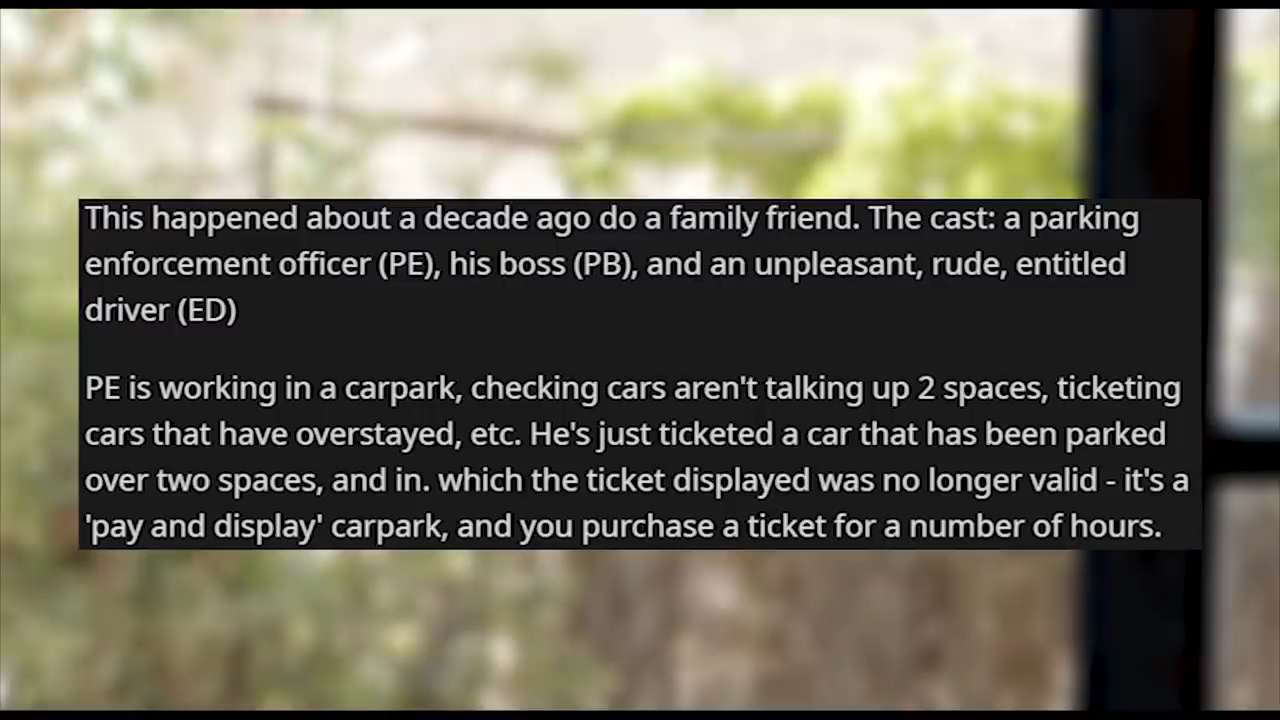 This happened about a decade ago do a family friend. The cast: a parking
enforcement officer (PE), his boss (PB), and an unpleasant, rude, entitled
driver (ED)
PE is working in a carpark, checking cars aren't talking up 2 spaces, ticketing
cars that have overstayed, etc. He's just ticketed a car that has been parked
over two spaces, and in. which the ticket displayed was no longer valid - it's a
'pay and display' carpark, and you purchase a ticket for a number of hours.